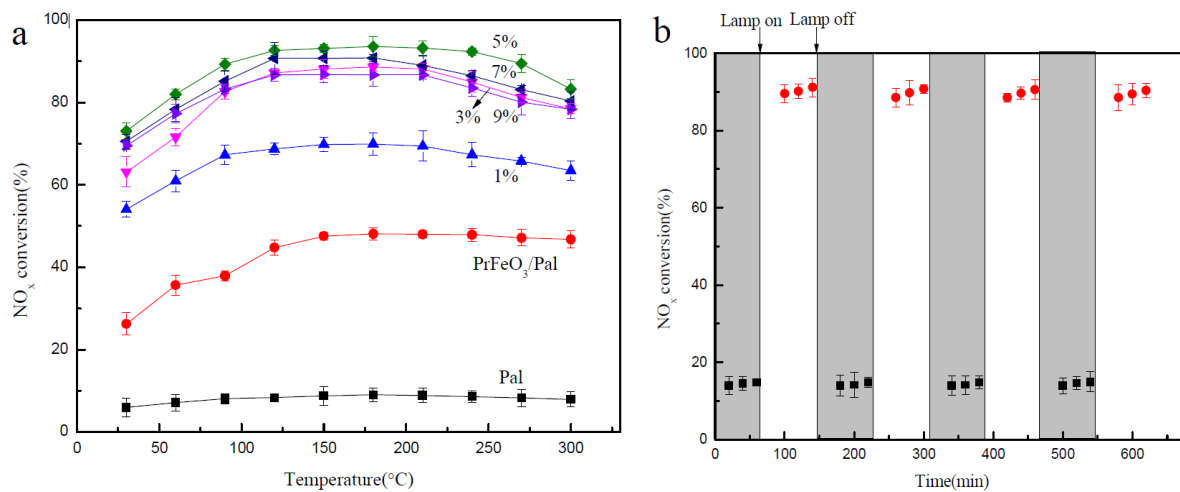 a
100
80
60
40
20
0
0 50 100 150 200 250 300
NOx conversion(%)
Temperature(°C)
5%
7%
3% 9%
1%
PrFeO3/Pal
Pal
b
Lamp on Lamp off
100
80
60
40
20
0
0 100 200 300 400 500 600
NOx conversion(%)
Time(min)